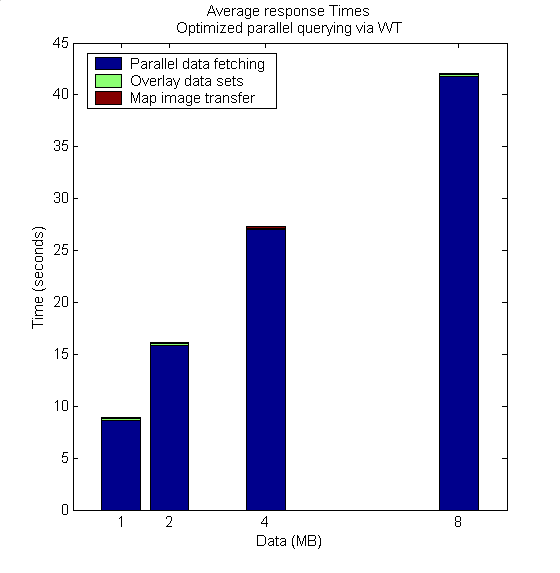 Average response Times
Optimized parallel querying via WT
45
40
35
30
25
20
15
10
5
0
Time (seconds)
Parallel data fetching
Overlay data sets
Map image transfer
1 2 4 8
Data (MB)